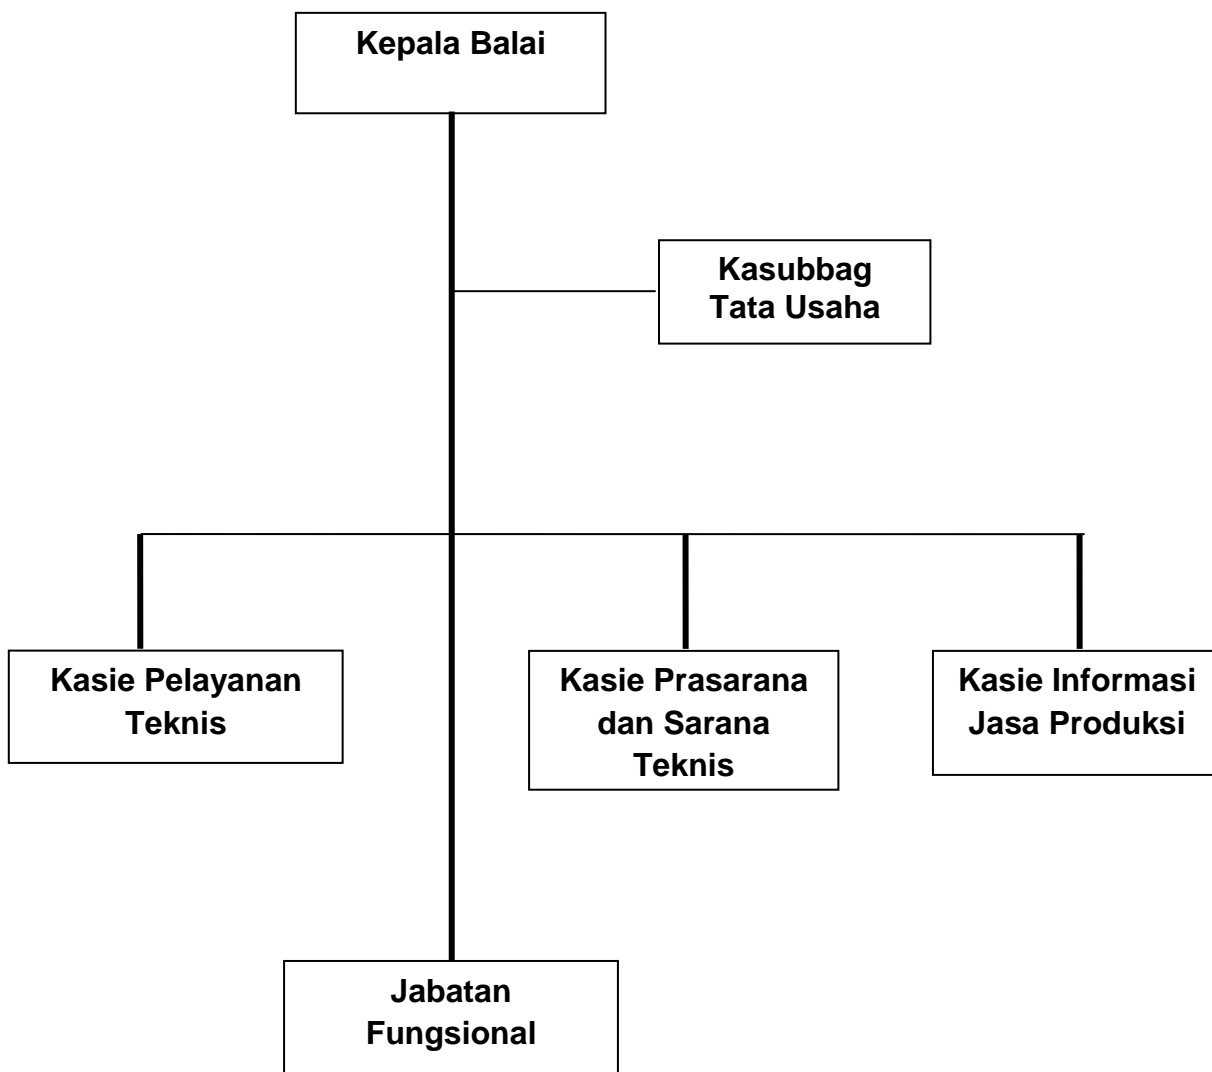 Kepala Balai
Kasubbag
Tata Usaha
Kasie Pelayanan
Teknis
Kasie Prasarana
dan Sarana
Teknis
Kasie Informasi
Jasa Produksi
Jabatan
Fungsional